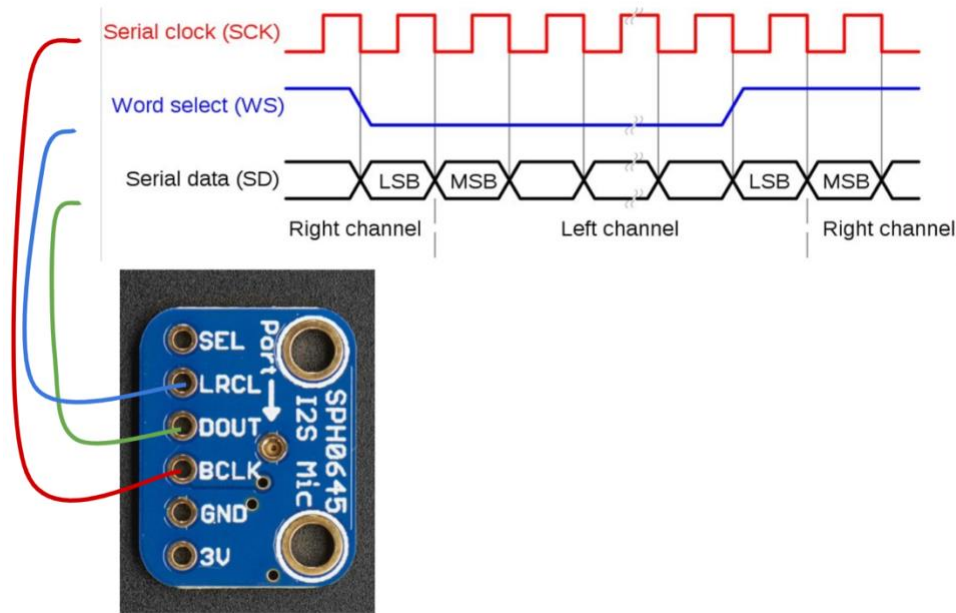 Serial clock (SCK)
Word select (WS)
Serial data (SD)
LSB
MSB
LSB
MSB
Right channel
Left channel
Right channel
SEL
LRCL
DOUT
BCLK
GND
3V
Port
SPH0645
I2S Mic